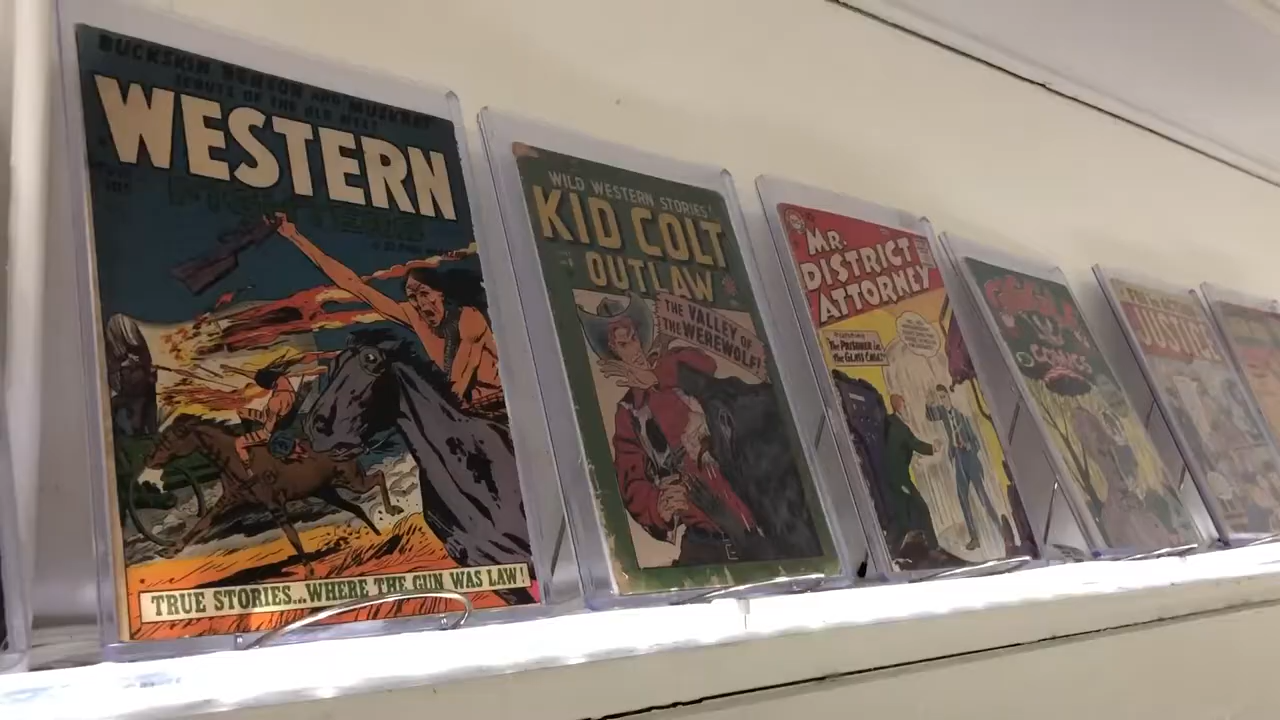 BUCKSKIN BENSON AND MUSKRAT
SCOUTS OF THE OLD WEST
WESTERN
FIGHTERS
TRUE STORIES...WHERE THE GUN WAS LAW!
WILD WESTERN STORIES!
KID COLT
OUTLAW
THE VALLEY OF
THE WEREWOLF!
MR.
DISTRICT
ATTORNEY
THE PRISONER in
THE GLASS CAGE!
COMICS
JUSTICE